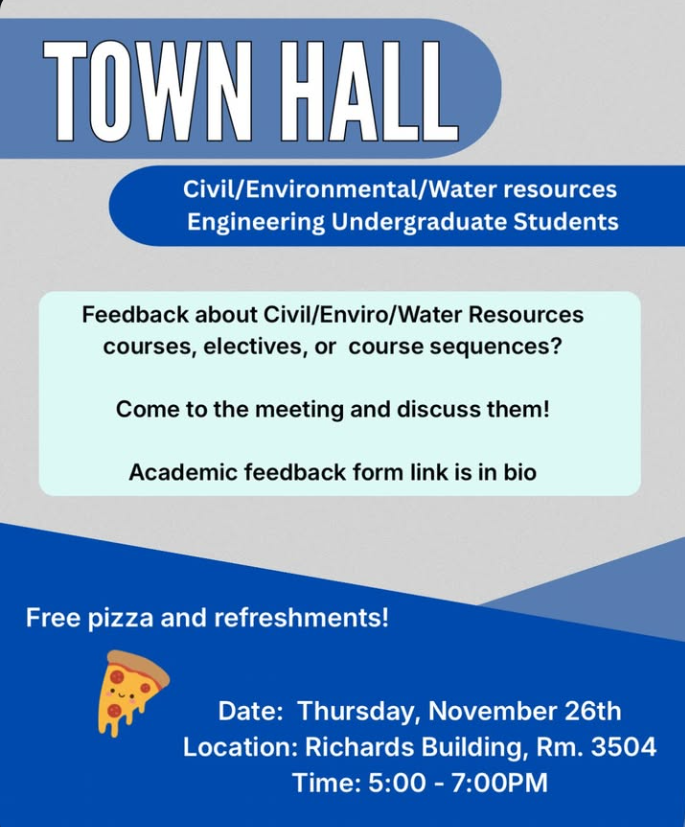 TOWN HALL
Civil/Environmental/Water resources
Engineering Undergraduate Students
Feedback about Civil/Enviro/Water Resources
courses, electives, or course sequences?
Come to the meeting and discuss them!
Academic feedback form link is in bio
Free pizza and refreshments!
Date: Thursday, November 26th
Location: Richards Building, Rm. 3504
Time: 5:00 - 7:00PM